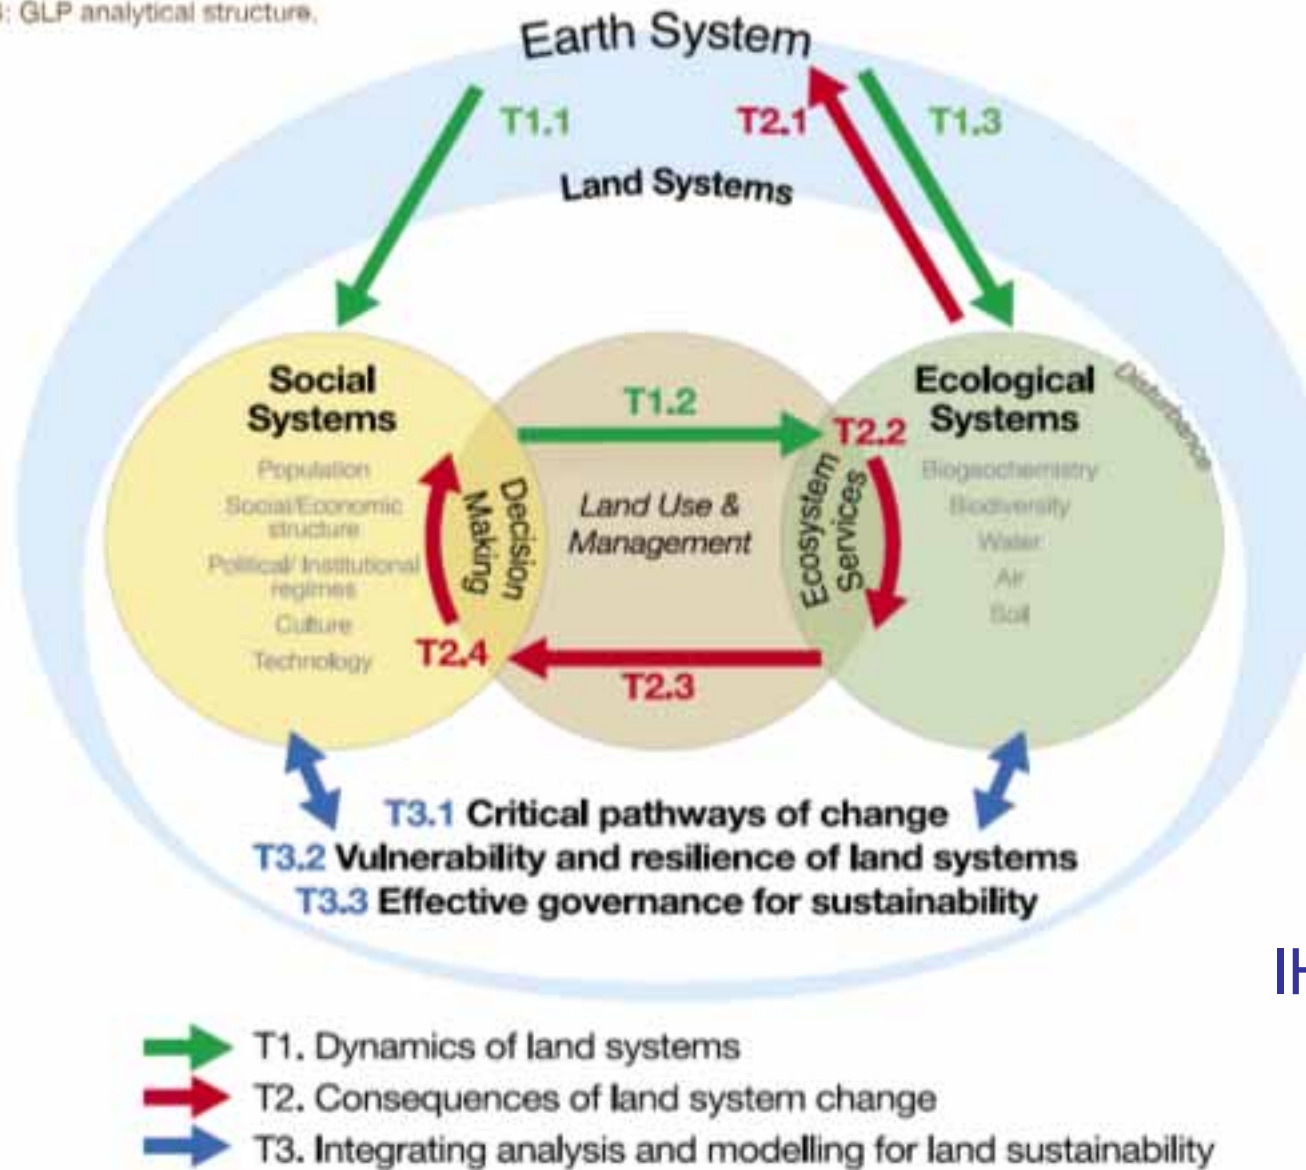 : GLP analytical structure.
Earth System
T1.1
T2.1
T1.3
Land Systems
Social
Systems
Population
Social/Economic
structure
Political/ Institutional
regimes
Culture
Technology
T2.4
Decision
Making
T1.2
Land Use &
Management
T2.3
T2.2
Ecosystem
Services
Ecological
Systems
Disturbance
Biogeochemistry
Biodiversity
Water
Air
Soil
T3.1 Critical pathways of change
T3.2 Vulnerability and resilience of land systems
T3.3 Effective governance for sustainability
T1. Dynamics of land systems
T2. Consequences of land system change
T3. Integrating analysis and modelling for land sustainability